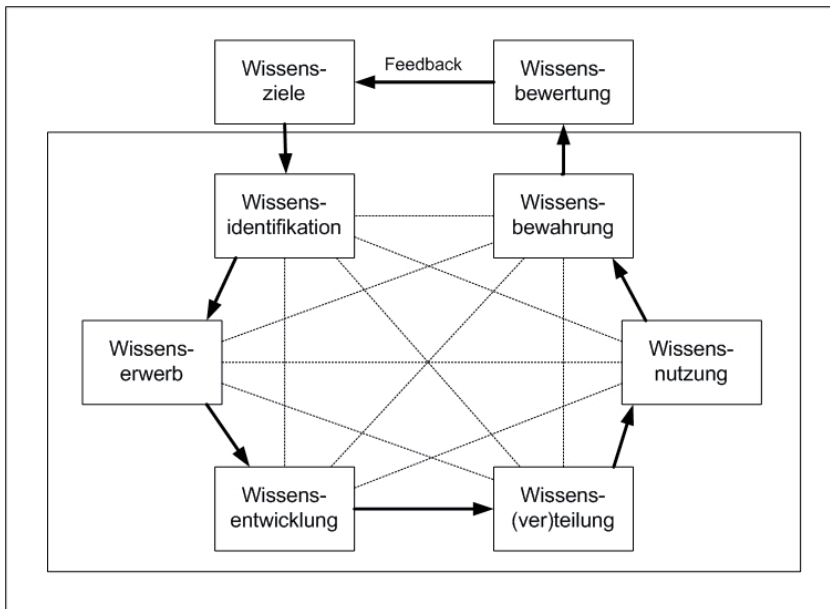 Wissens-
ziele
Feedback
Wissens-
bewertung
Wissens-
identifikation
Wissens-
bewahrung
Wissens-
erwerb
Wissens-
nutzung
Wissens-
entwicklung
Wissens-
(ver)teilung